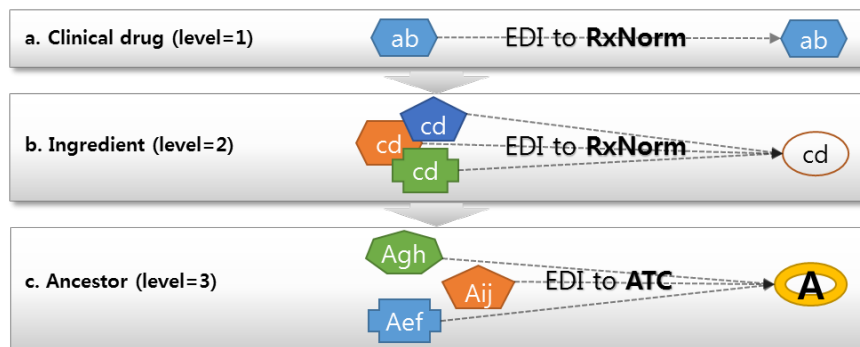 a. Clinical drug (level=1)
ab
EDI to RxNorm
ab
b. Ingredient (level=2)
cd
cd
cd
EDI to RxNorm
cd
c. Ancestor (level=3)
Agh
Aij
Aef
EDI to ATC
A